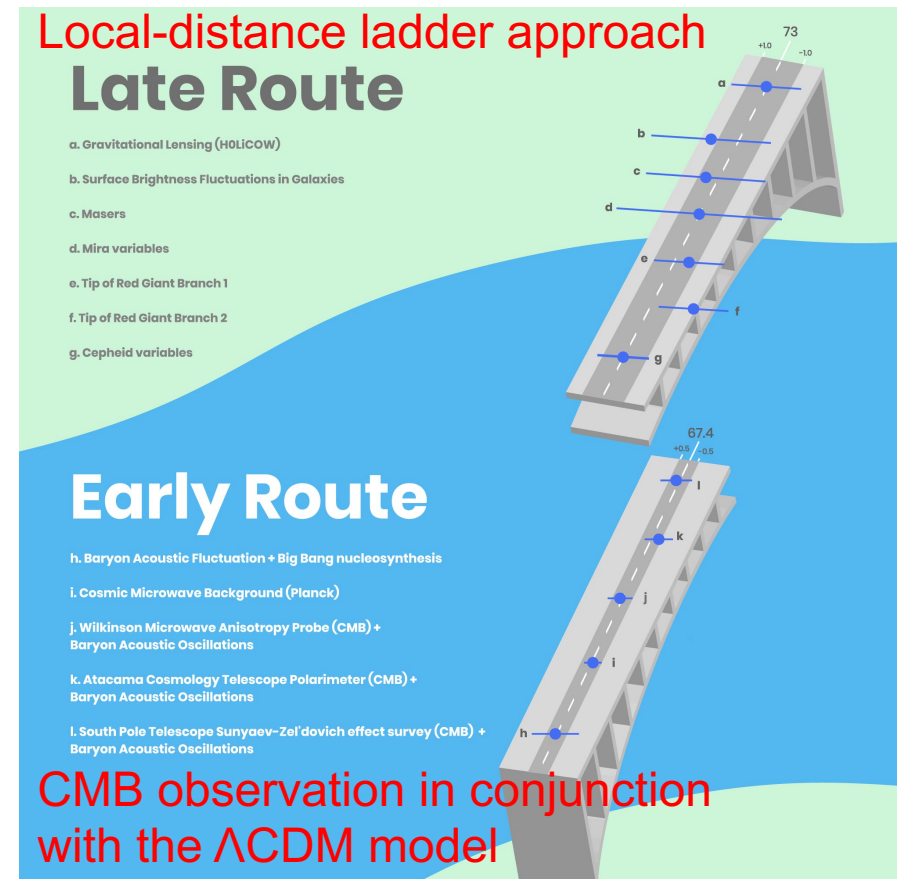 Local-distance ladder approach
Late Route
a. Gravitational Lensing (H0LiCOW)
b. Surface Brightness Fluctuations in Galaxies
c. Masers
d. Mira variables
e. Tip of Red Giant Branch 1
f. Tip of Red Giant Branch 2
g. Cepheid variables
73
+1.0
-1.0
a
b
c
d
e
f
g
67.4
+0.5
-0.5
l
k
j
i
h
Early Route
h. Baryon Acoustic Fluctuation + Big Bang nucleosynthesis
i. Cosmic Microwave Background (Planck)
j. Wilkinson Microwave Anisotropy Probe (CMB) +
Baryon Acoustic Oscillations
k. Atacama Cosmology Telescope Polarimeter (CMB) +
Baryon Acoustic Oscillations
l. South Pole Telescope Sunyaev-Zel'dovich effect survey (CMB) +
Baryon Acoustic Oscillations
CMB observation in conjunction
with the ΛCDM model